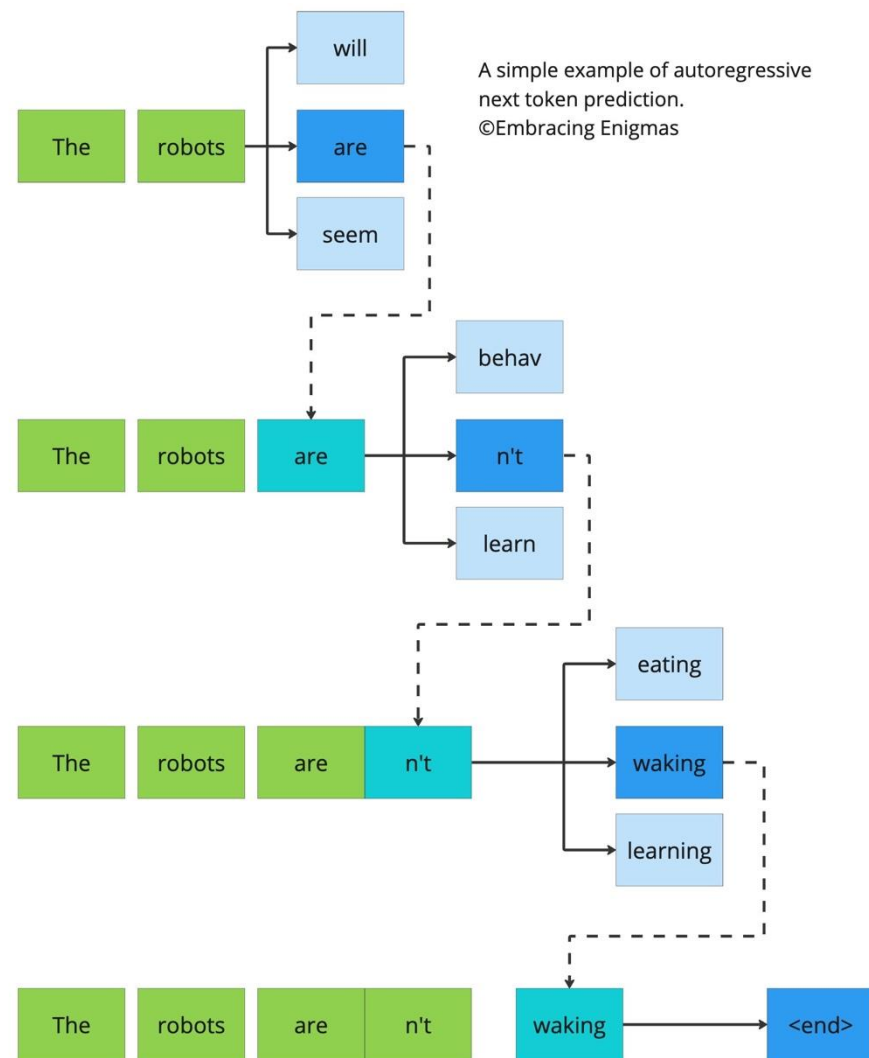 will
A simple example of autoregressive
next token prediction.
©Embracing Enigmas
The robots are
seem
behav
The robots are n't
learn
eating
The robots are n't waking
learning
The robots are n't waking <end>